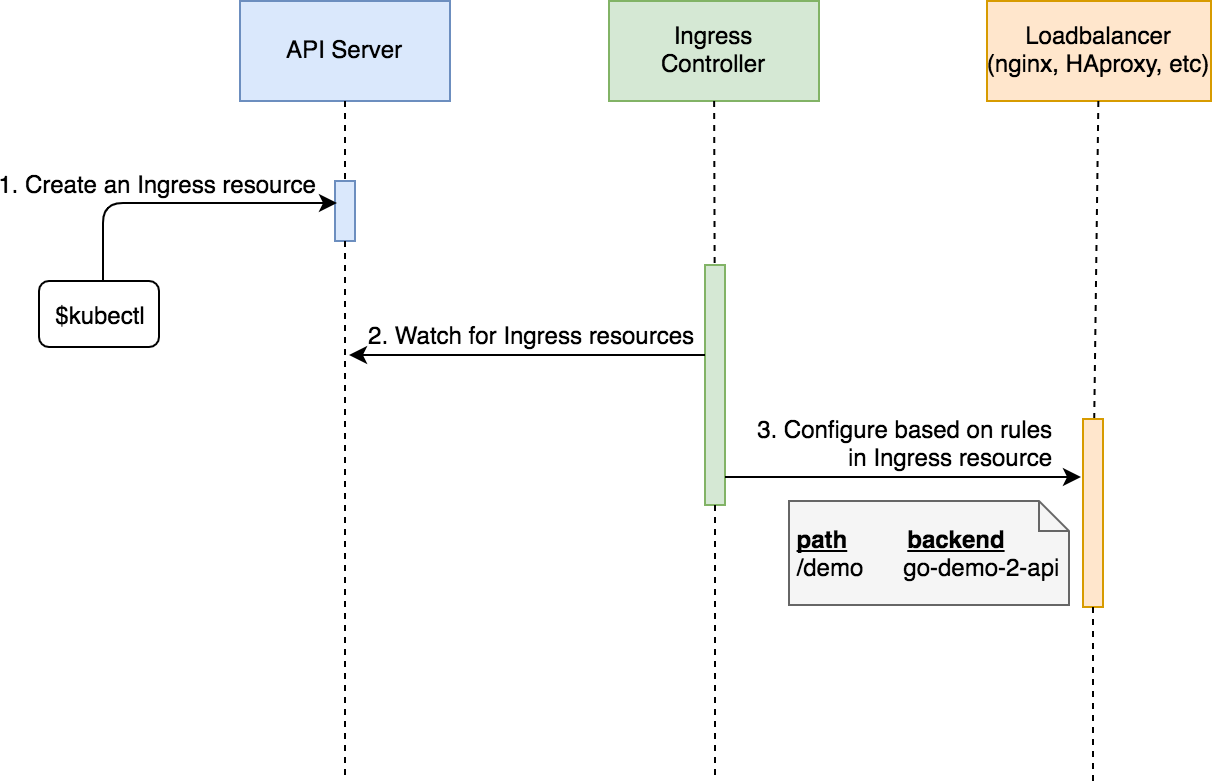 API Server
Ingress
Controller
Loadbalancer
(nginx, HAproxy, etc)
1. Create an Ingress resource
$kubectl
2. Watch for Ingress resources
3. Configure based on rules
in Ingress resource
path backend
/demo go-demo-2-api